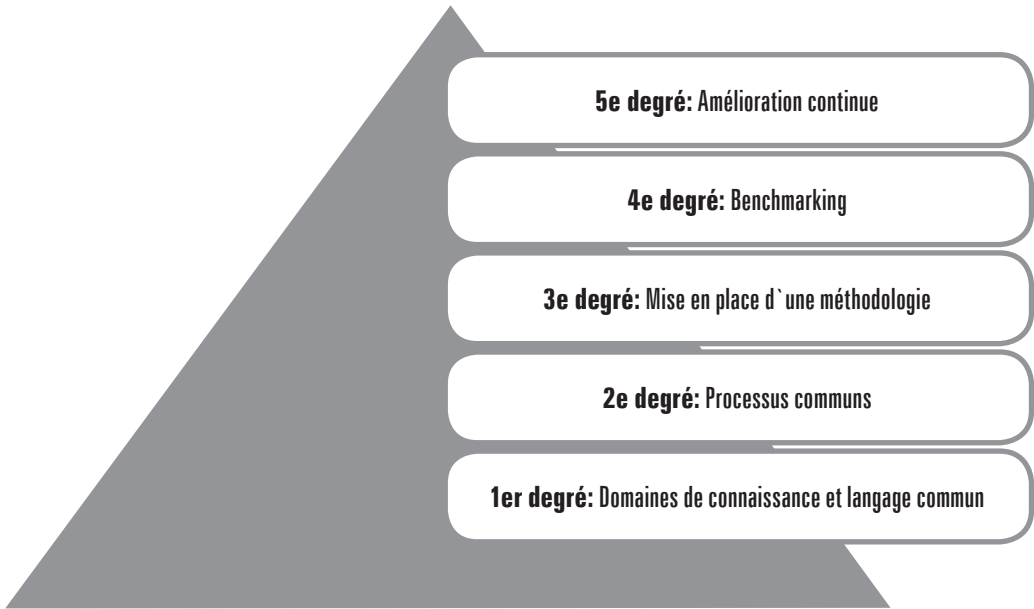 5e degré: Amélioration continue
4e degré: Benchmarking
3e degré: Mise en place d`une méthodologie
2e degré: Processus communs
1er degré: Domaines de connaissance et langage commun